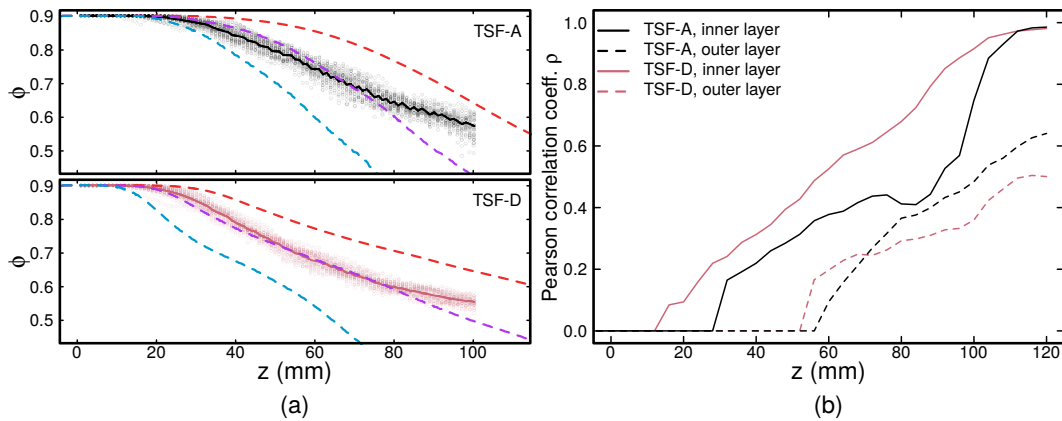 0.9
0.8
0.7
0.6
0.5
ϕ
TSF-A
0.9
0.8
0.7
0.6
0.5
ϕ
TSF-D
0 20 40 60 80 100
z (mm)
(a)
1.0
0.8
0.6
0.4
0.2
0.0
Pearson correlation coeff. ρ
TSF-A, inner layer
TSF-A, outer layer
TSF-D, inner layer
TSF-D, outer layer
0 20 40 60 80 100 120
z (mm)
(b)